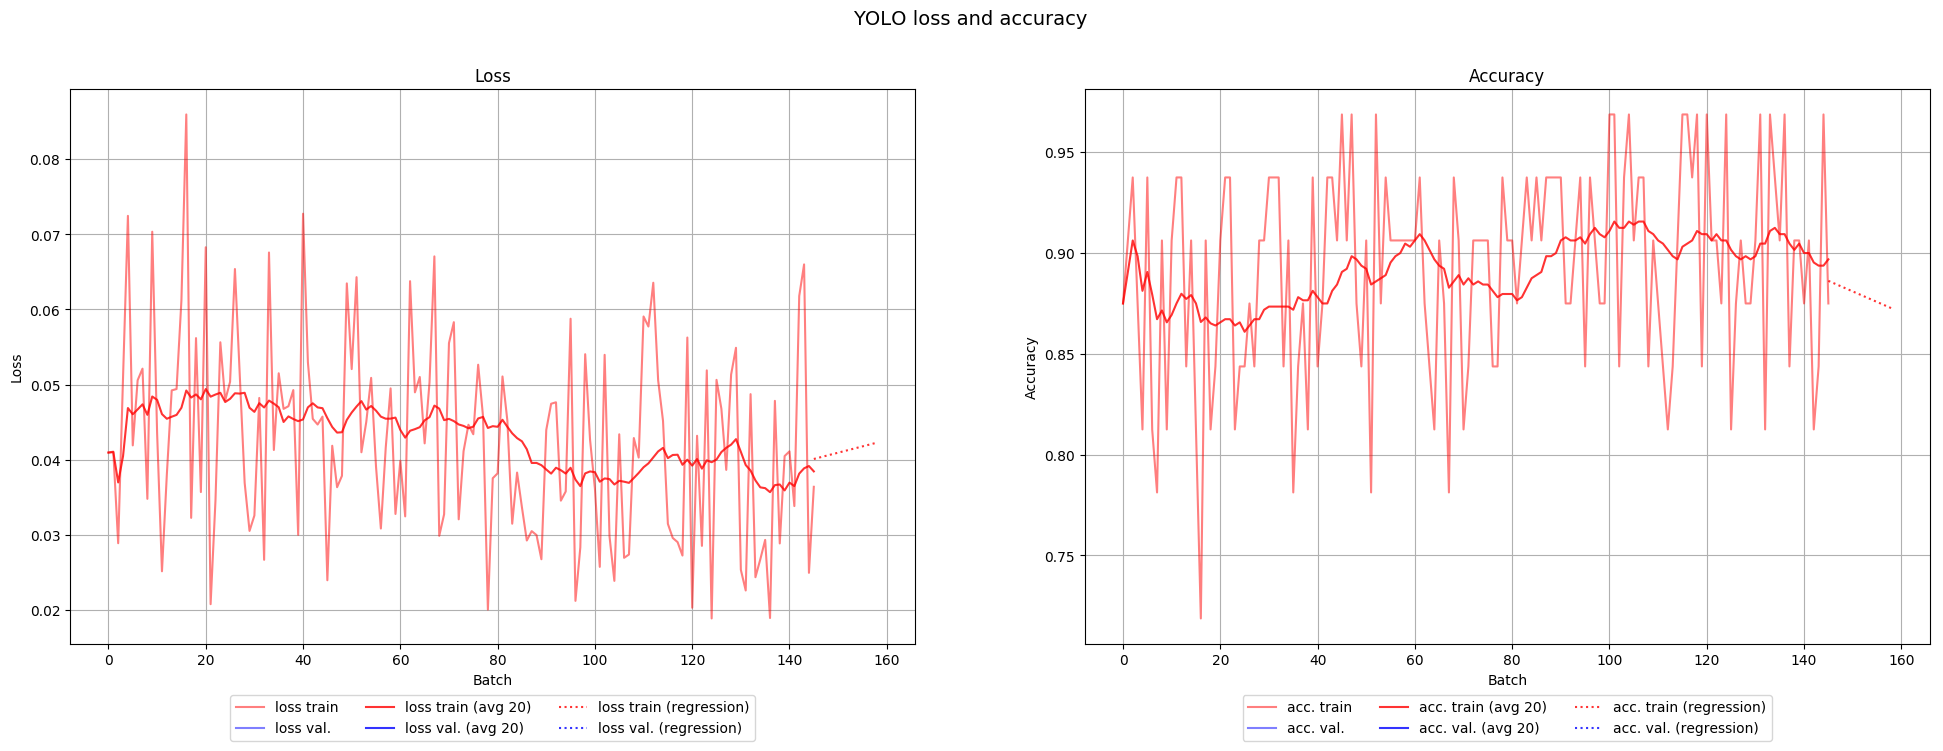 YOLO loss and accuracy
Loss
Loss
0.08
0.07
0.06
0.05
0.04
0.03
0.02
0 20 40 60 80 100 120 140 160
Batch
loss train loss train (avg 20) loss train (regression)
loss val. loss val. (avg 20) loss val. (regression)
Accuracy
Accuracy
0.95
0.90
0.85
0.80
0.75
0 20 40 60 80 100 120 140 160
Batch
acc. train acc. train (avg 20) acc. train (regression)
acc. val. acc. val. (avg 20) acc. val. (regression)